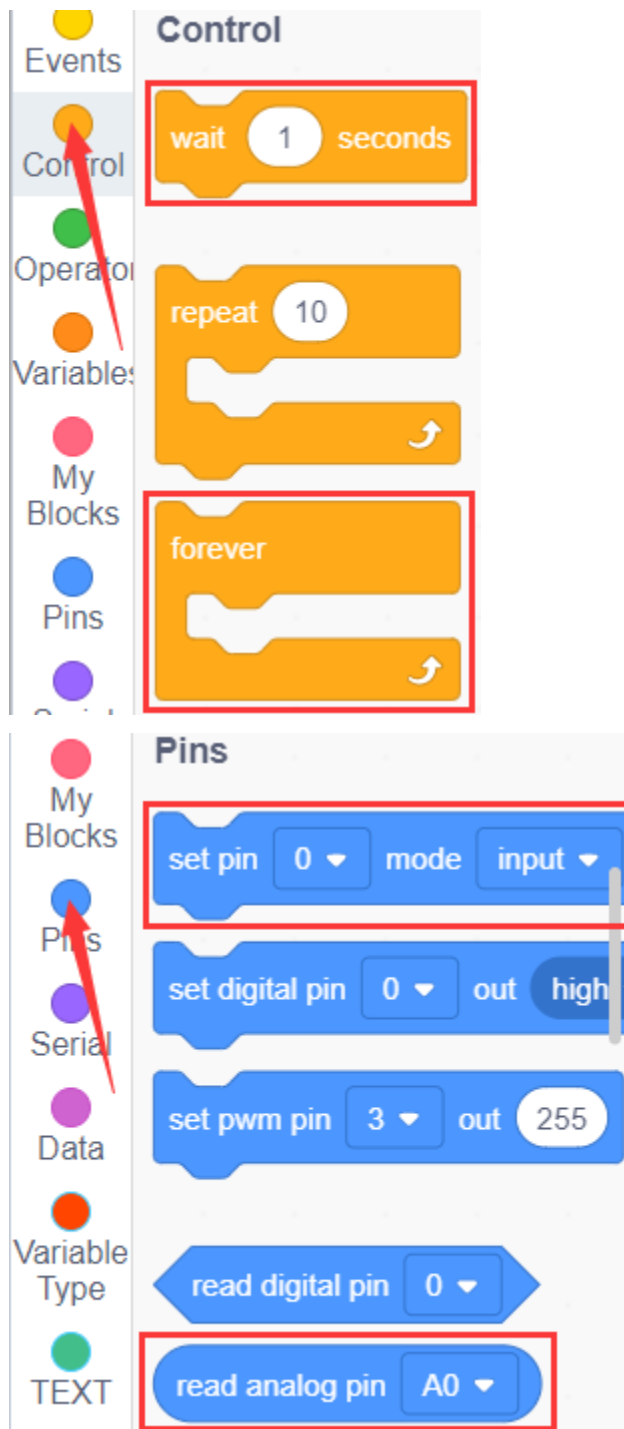 Events
Control
Operator
Variables
My
Blocks
Pins
Control
wait 1 seconds
repeat 10
forever
My
Blocks
Pins
Serial
Data
Variable
Type
TEXT
Pins
set pin 0 mode input
set digital pin 0 out high
set pwm pin 3 out 255
read digital pin 0
read analog pin A0